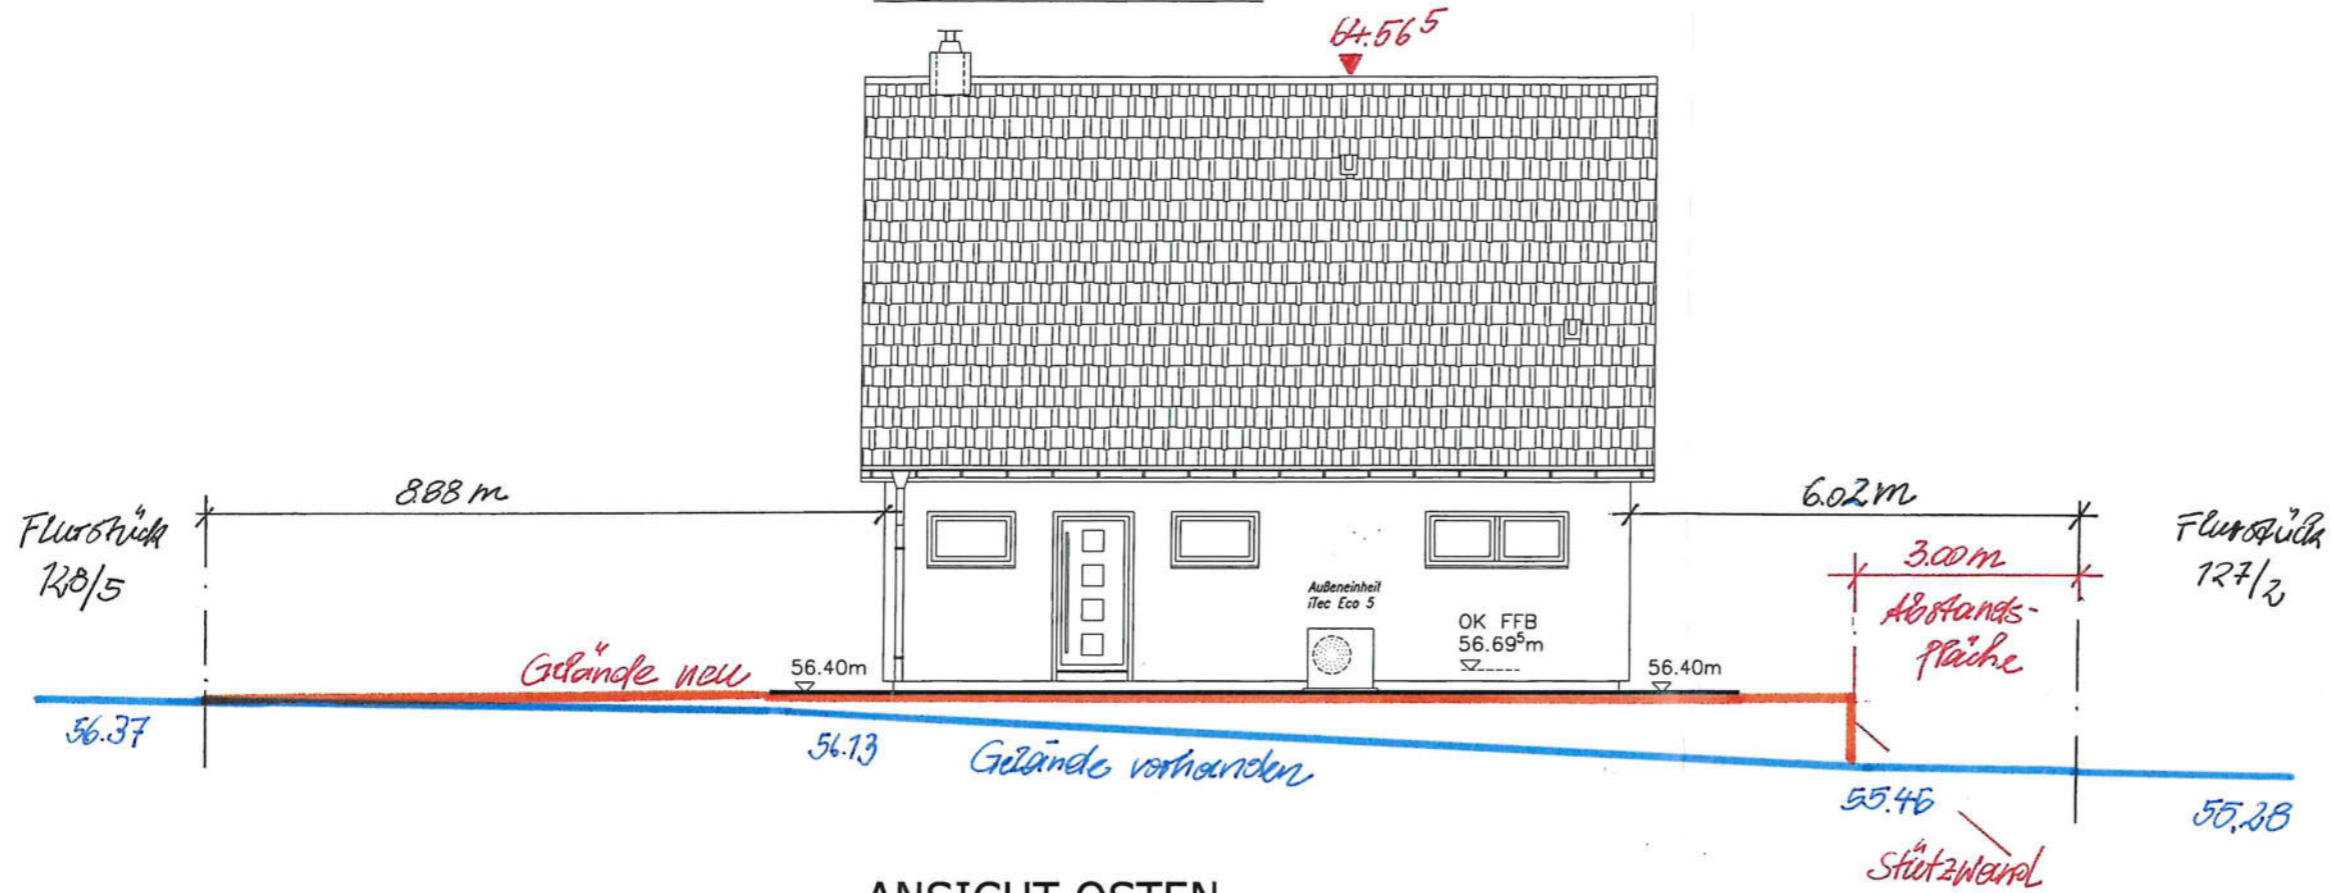 64.56⁵
8.88 m
6.02 m
Flurstück
128/5
Flurstück
127/2
3.00 m
Abstands-
fläche
Außeneinheit
iTec Eco 5
OK FFB
56.69⁵m
Gelände neu
56.40m
56.40m
56.37
56.13
Gelände vorhanden
55.46
55.28
Stützwand
ANSICHT OSTEN